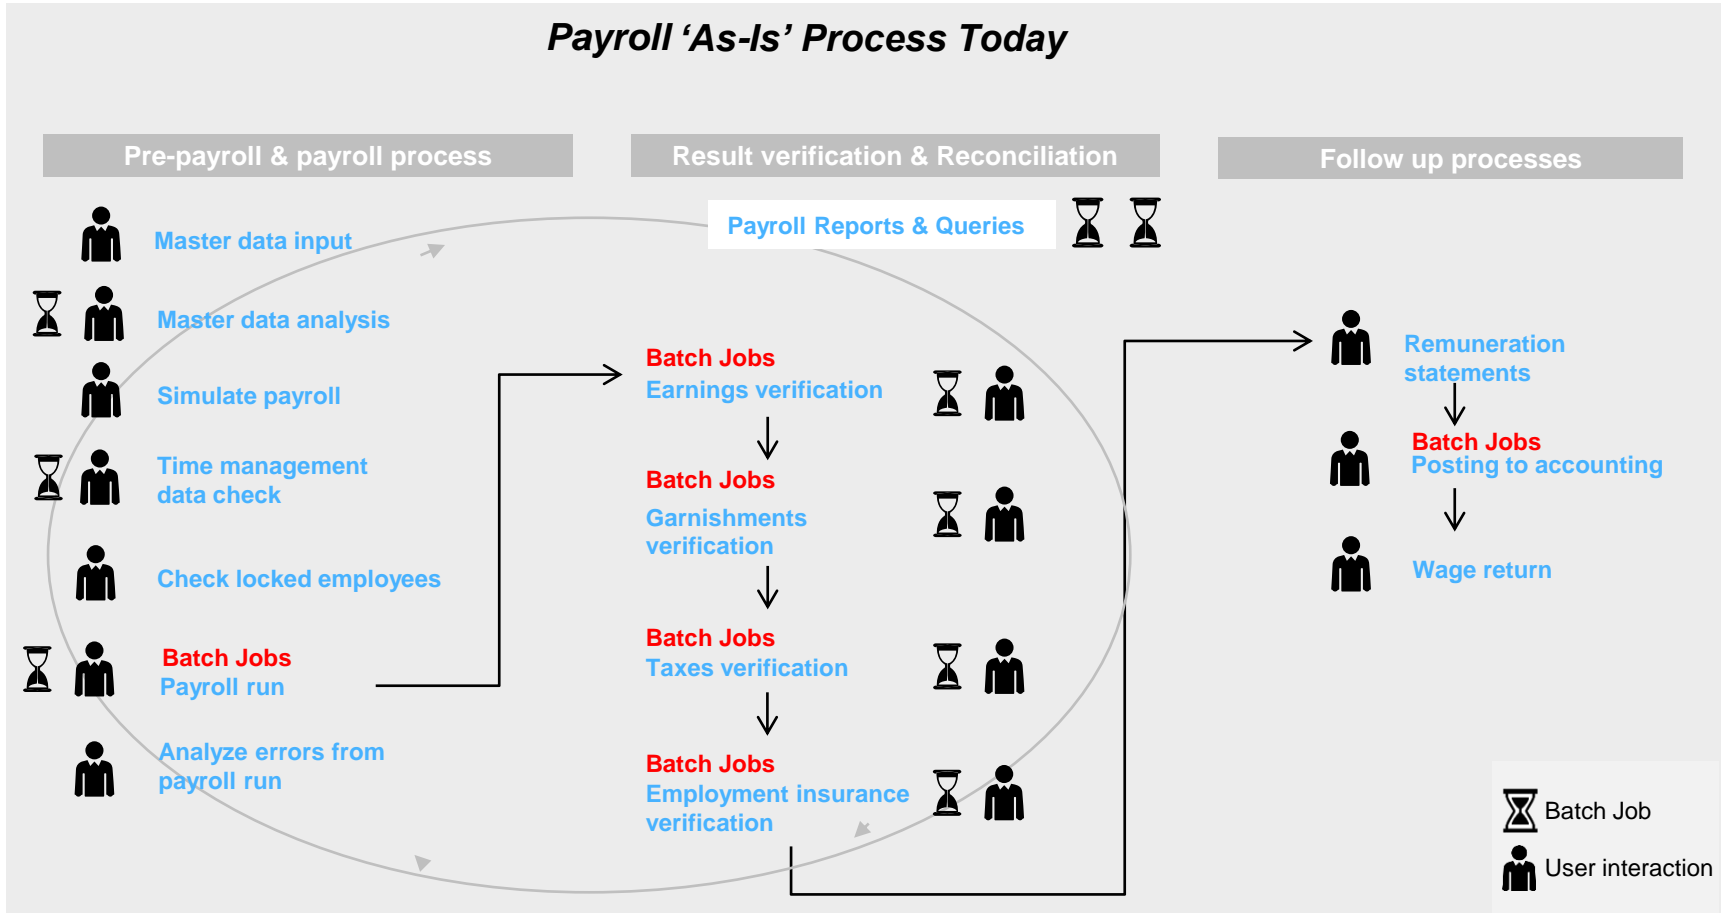 Payroll ‘As-Is’ Process Today
Pre-payroll & payroll process
Master data input
Master data analysis
Simulate payroll
Time management
data check
Check locked employees
Batch Jobs
Payroll run
Analyze errors from
payroll run
Result verification & Reconciliation
Payroll Reports & Queries
Batch Jobs
Earnings verification
Batch Jobs
Garnishments
verification
Batch Jobs
Taxes verification
Batch Jobs
Employment insurance
verification
Follow up processes
Remuneration
statements
Batch Jobs
Posting to accounting
Wage return
Batch Job
User interaction